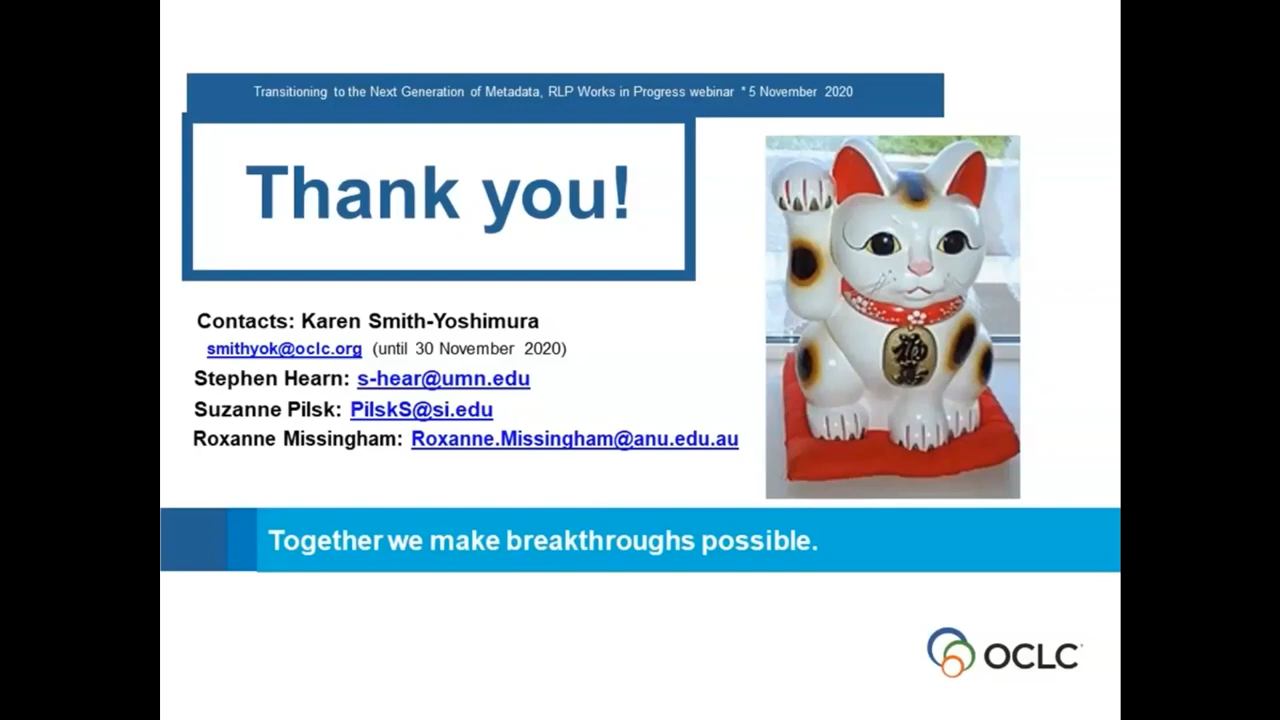 Transitioning to the Next Generation of Metadata, RLP Works in Progress webinar * 5 November 2020
Thank you!
Contacts: Karen Smith-Yoshimura
smithyok@oclc.org (until 30 November 2020)
Stephen Hearn: s-hear@umn.edu
Suzanne Pilsk: PilskS@si.edu
Roxanne Missingham: Roxanne.Missingham@anu.edu.au
Together we make breakthroughs possible.
OCLC